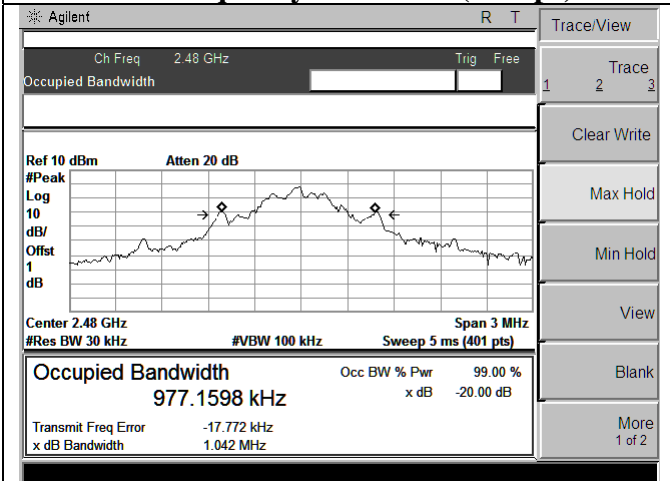 Agilent R T
Ch Freq 2.48 GHz Trig Free
Occupied Bandwidth
Ref 10 dBm Atten 20 dB
#Peak
Log
10
dB/
Offst
1
dB
Center 2.48 GHz Span 3 MHz
#Res BW 30 kHz #VBW 100 kHz Sweep 5 ms (401 pts)
Occupied Bandwidth Occ BW % Pwr 99.00 %
977.1598 kHz x dB -20.00 dB
Transmit Freq Error -17.772 kHz
x dB Bandwidth 1.042 MHz
Trace/View
Trace
1 2 3
Clear Write
Max Hold
Min Hold
View
Blank
More
1 of 2